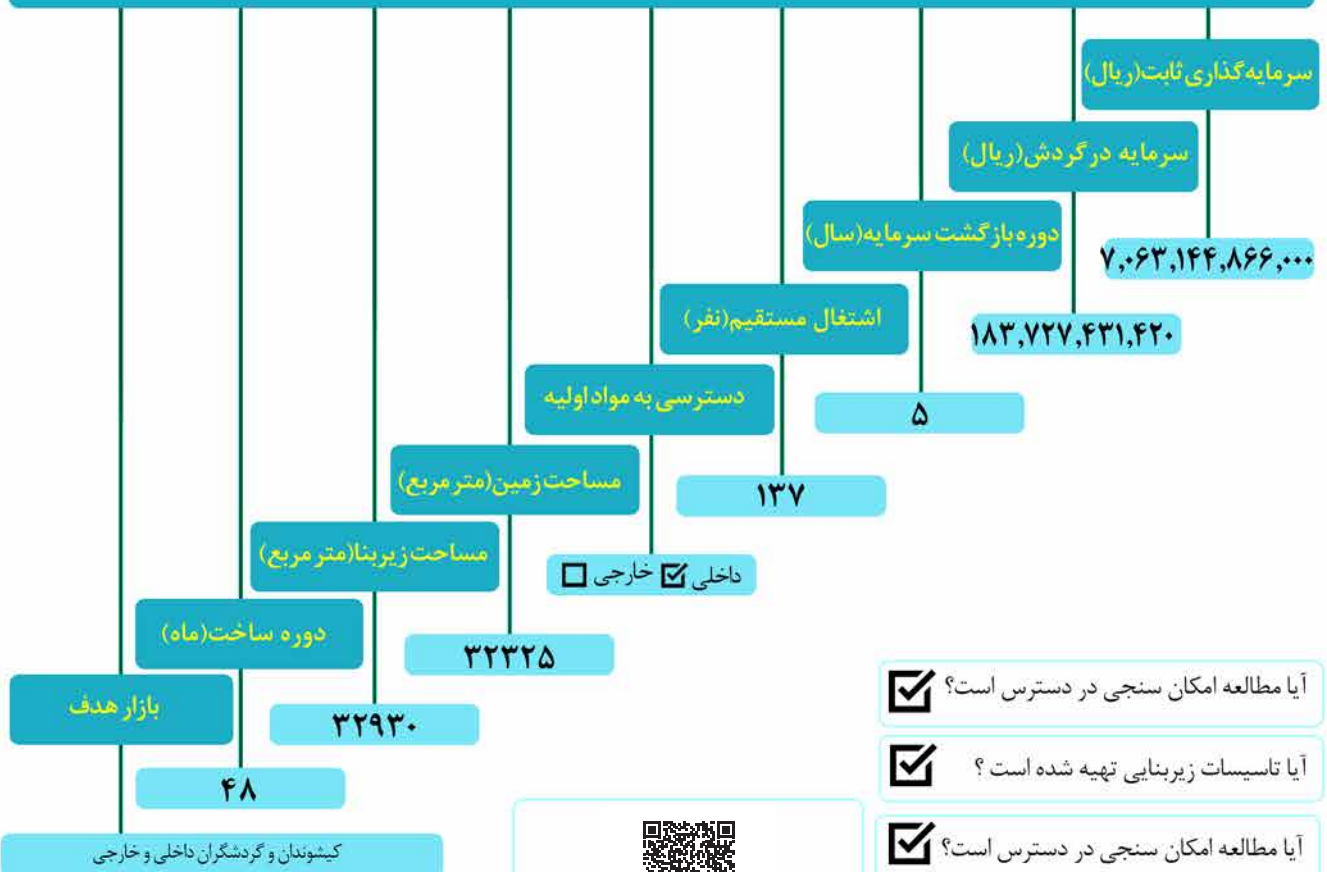 سرمایه گذاری ثابت(ریال)
۷,۰۶۳,۱۴۴,۸۶۶,۰۰۰
سرمایه در گردش(ریال)
۱۸۳,۷۲۷,۴۳۱,۴۲۰
دوره بازگشت سرمایه(سال)
۵
اشتغال مستقیم(نفر)
۱۳۷
دسترسی به مواد اولیه
داخلی ☑ خارجی ☐
مساحت زمین(متر مربع)
۳۲۳۲۵
مساحت زیربنا(متر مربع)
۳۲۹۳۰
دوره ساخت(ماه)
۴۸
بازار هدف
کیشوندان و گردشگران داخلی و خارجی
آیا مطالعه امکان سنجی در دسترس است؟ ☑
آیا تاسیسات زیربنایی تهیه شده است ؟ ☑
آیا مطالعه امکان سنجی در دسترس است؟ ☑